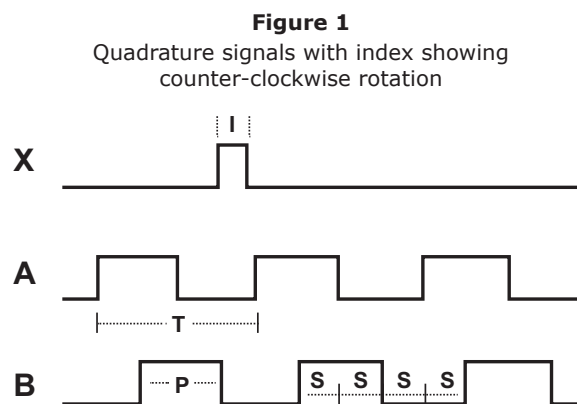 Figure 1
Quadrature signals with index showing
counter-clockwise rotation
I
X
A
T
B
P
S S S S